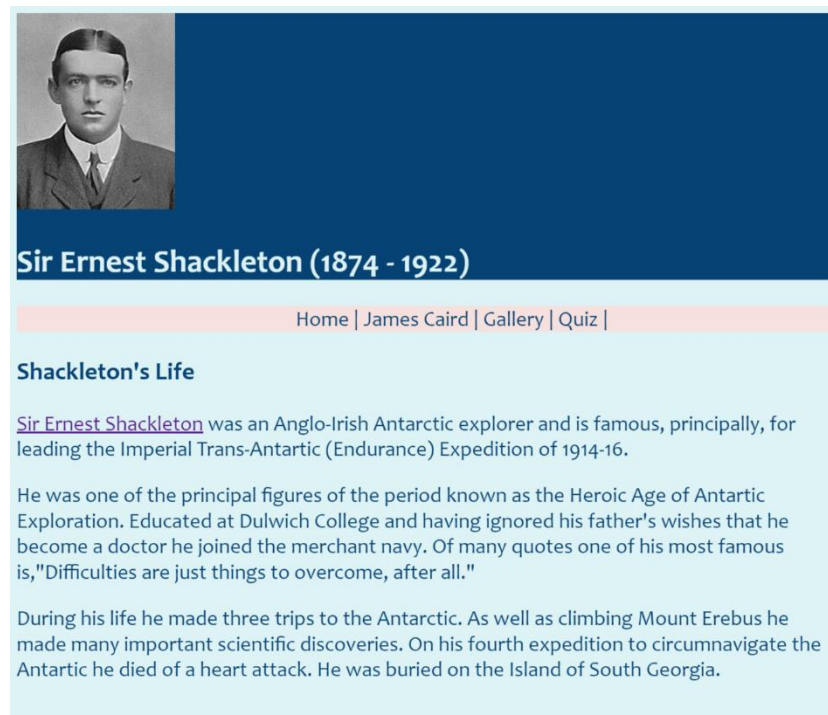 Sir Ernest Shackleton (1874 - 1922)
Home | James Caird | Gallery | Quiz |
Shackleton's Life
Sir Ernest Shackleton was an Anglo-Irish Antarctic explorer and is famous, principally, for
leading the Imperial Trans-Antartic (Endurance) Expedition of 1914-16.
He was one of the principal figures of the period known as the Heroic Age of Antartic
Exploration. Educated at Dulwich College and having ignored his father's wishes that he
become a doctor he joined the merchant navy. Of many quotes one of his most famous
is,"Difficulties are just things to overcome, after all."
During his life he made three trips to the Antarctic. As well as climbing Mount Erebus he
made many important scientific discoveries. On his fourth expedition to circumnavigate the
Antartic he died of a heart attack. He was buried on the Island of South Georgia.